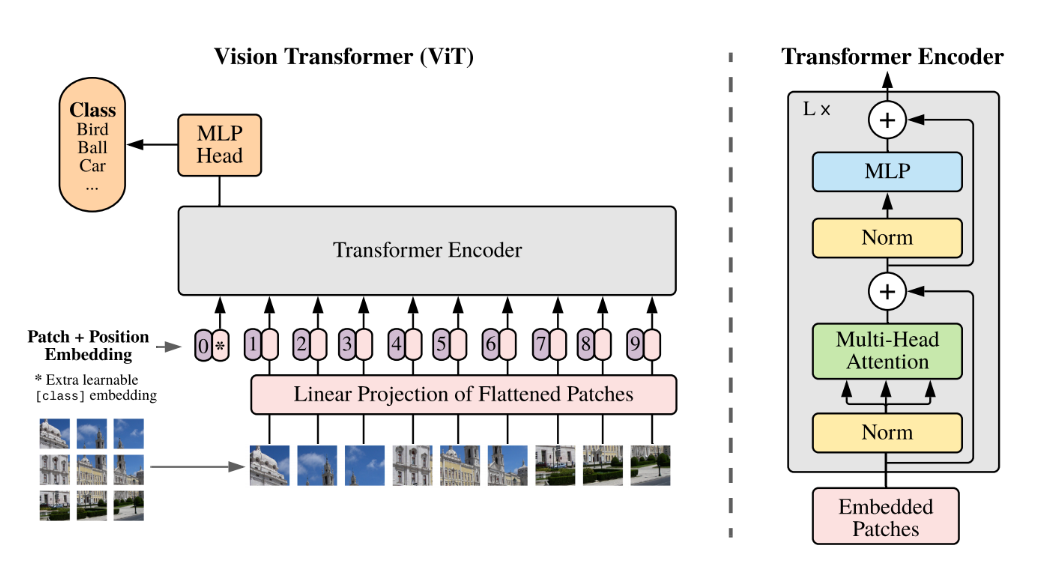 Vision Transformer (ViT)
Class
Bird
Ball
Car
...
MLP
Head
Transformer Encoder
Patch + Position
Embedding
* Extra learnable
[class] embedding
0 *
1
2
3
4
5
6
7
8
9
Linear Projection of Flattened Patches
Transformer Encoder
L x
+
MLP
Norm
+
Multi-Head
Attention
Norm
Embedded
Patches